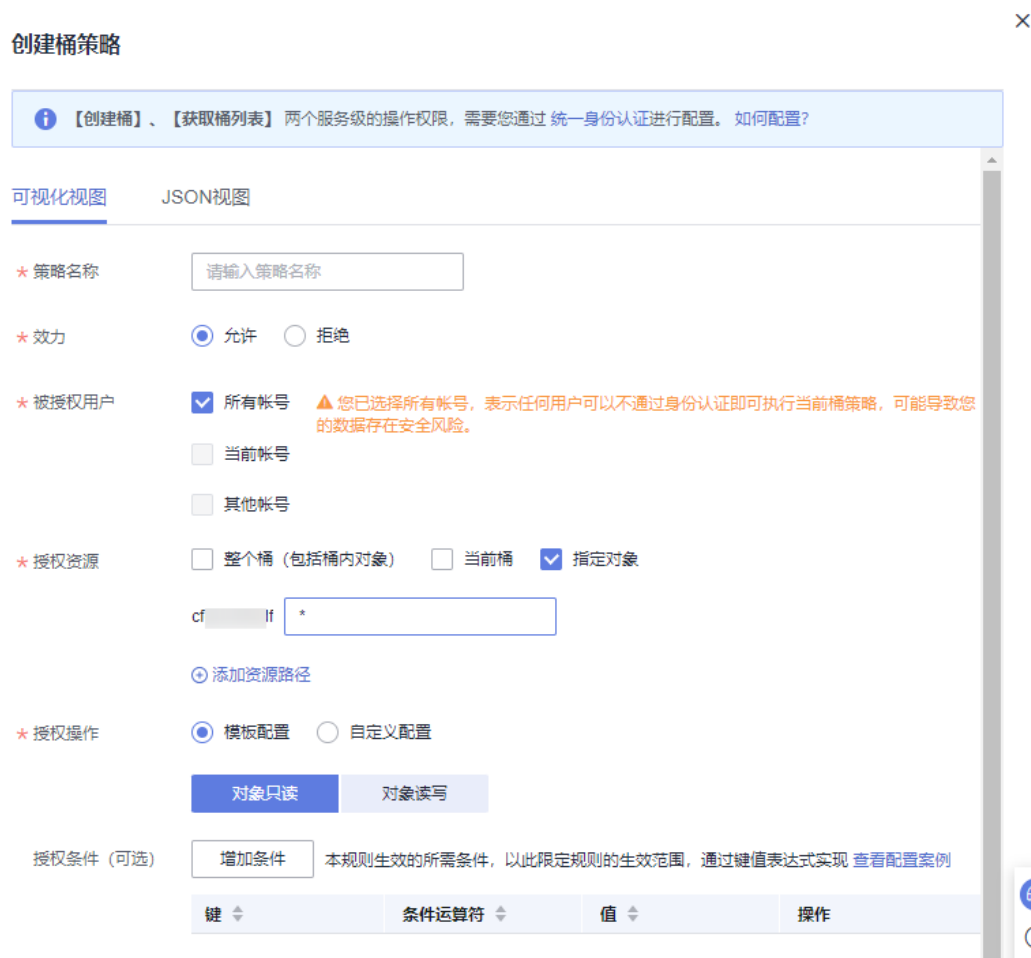 创建桶策略
【创建桶】、【获取桶列表】 两个服务级的操作权限，需要您通过 统一身份认证进行配置。 如何配置?
可视化视图 JSON视图
* 策略名称 请输入策略名称
* 效力 允许 拒绝
* 被授权用户 所有帐号 您已选择所有帐号，表示任何用户可以不通过身份认证即可执行当前桶策略，可能导致您
的数据存在安全风险。
当前帐号
其他帐号
* 授权资源 整个桶（包括桶内对象） 当前桶 指定对象
cf lf *
添加资源路径
* 授权操作 模板配置 自定义配置
对象只读 对象读写
授权条件（可选） 增加条件 本规则生效的所需条件，以此限定规则的生效范围，通过键值表达式实现 查看配置案例
键 条件运算符 值 操作